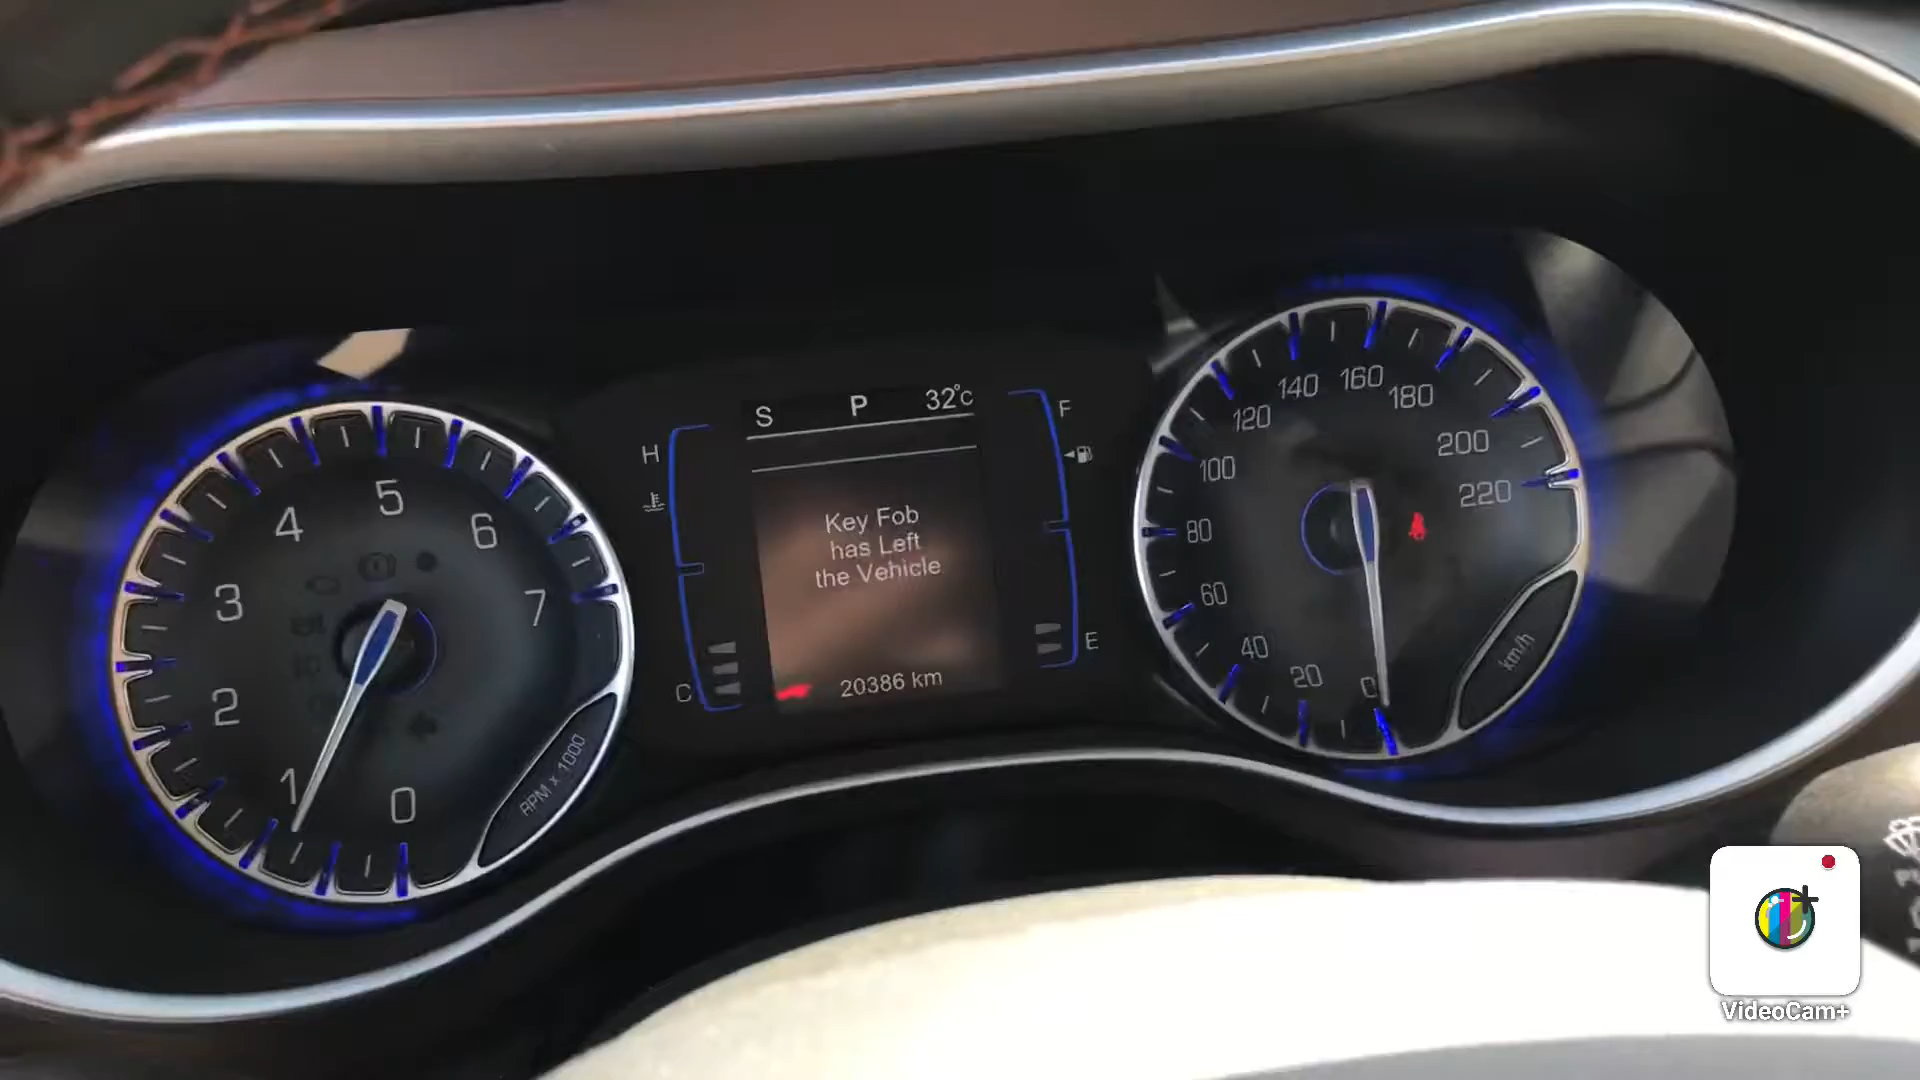 S P 32°C
H
F
Key Fob
has Left
the Vehicle
C
E
20386 km
0
1
2
3
4
5
6
7
RPM x 1000
0
20
40
60
80
100
120
140
160
180
200
220
km/h
VideoCam+